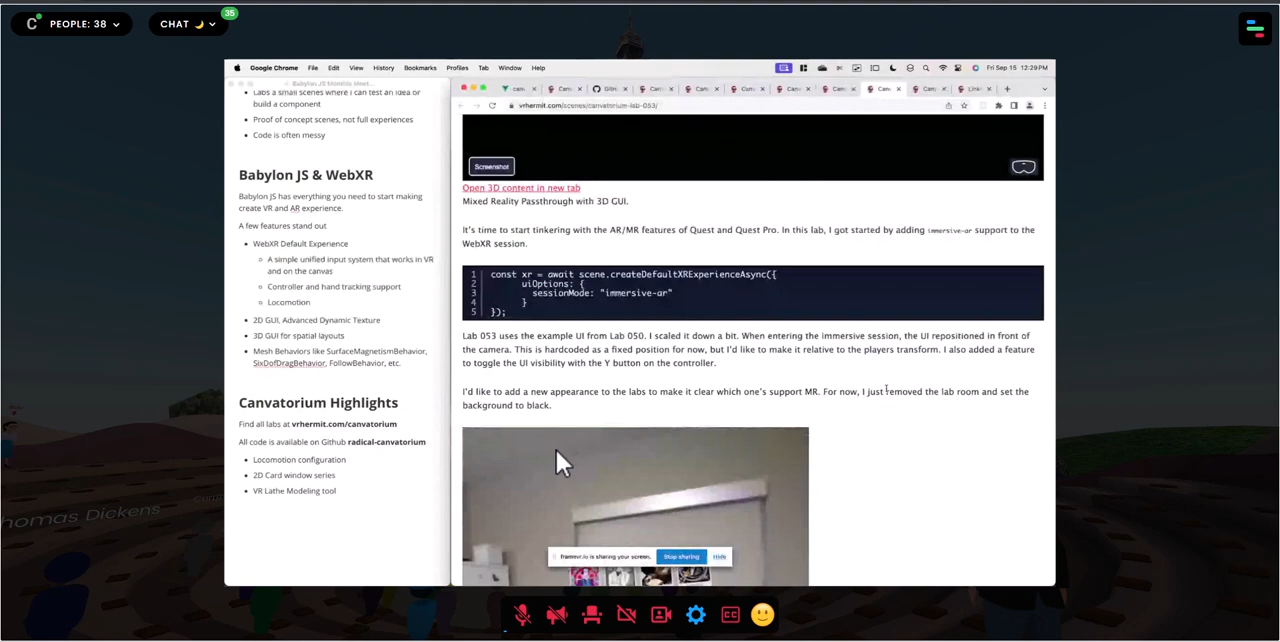 PEOPLE: 38
CHAT
35
Google Chrome File Edit View History Bookmarks Profiles Tab Window Help
Fri Sep 15 12:29PM
Babylon JS Monthly Meet...
vrhermit.com/scenes/canvatorium-lab-053/
Labs a small scenes where I can test an idea or
build a component
Proof of concept scenes, not full experiences
Code is often messy
Babylon JS & WebXR
Babylon JS has everything you need to start making
create VR and AR experience.
A few features stand out
WebXR Default Experience
A simple unified input system that works in VR
and on the canvas
Controller and hand tracking support
Locomotion
2D GUI, Advanced Dynamic Texture
3D GUI for spatial layouts
Mesh Behaviors like SurfaceMagnetismBehavior,
SixDofDragBehavior, FollowBehavior, etc.
Canvatorium Highlights
Find all labs at vrhermit.com/canvatorium
All code is available on Github radical-canvatorium
Locomotion configuration
2D Card window series
VR Lathe Modeling tool
Screenshot
Open 3D content in new tab
Mixed Reality Passthrough with 3D GUI.
It's time to start tinkering with the AR/MR features of Quest and Quest Pro. In this lab, I got started by adding immersive-ar support to the
WebXR session.
1 const xr = await scene.createDefaultXRExperienceAsync({
2 uiOptions: {
3 sessionMode: "immersive-ar"
4 }
5 });
Lab 053 uses the example UI from Lab 050. I scaled it down a bit. When entering the immersive session, the UI repositioned in front of
the camera. This is hardcoded as a fixed position for now, but I'd like to make it relative to the players transform. I also added a feature
to toggle the UI visibility with the Y button on the controller.
I'd like to add a new appearance to the labs to make it clear which one's support MR. For now, I just removed the lab room and set the
background to black.
framevr.io is sharing your screen. Stop sharing Hide
Thomas Dickens
CC